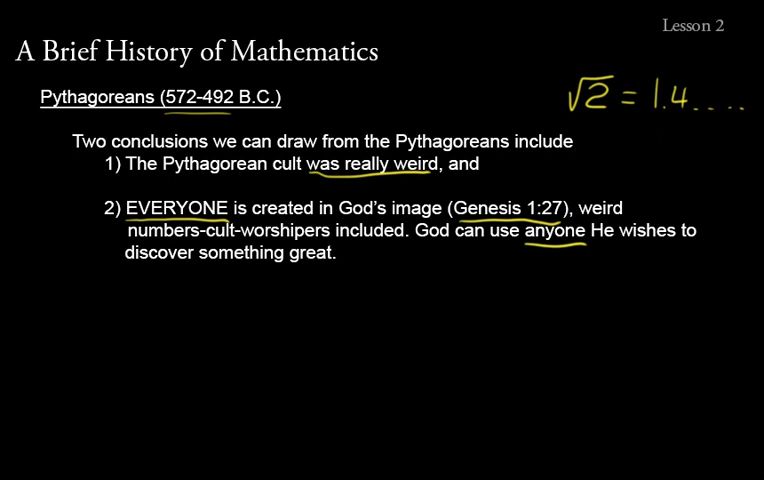 Lesson 2
A Brief History of Mathematics
Pythagoreans (572-492 B.C.)
√2 = 1.4....
Two conclusions we can draw from the Pythagoreans include
1) The Pythagorean cult was really weird, and
2) EVERYONE is created in God's image (Genesis 1:27), weird
numbers-cult-worshipers included. God can use anyone He wishes to
discover something great.